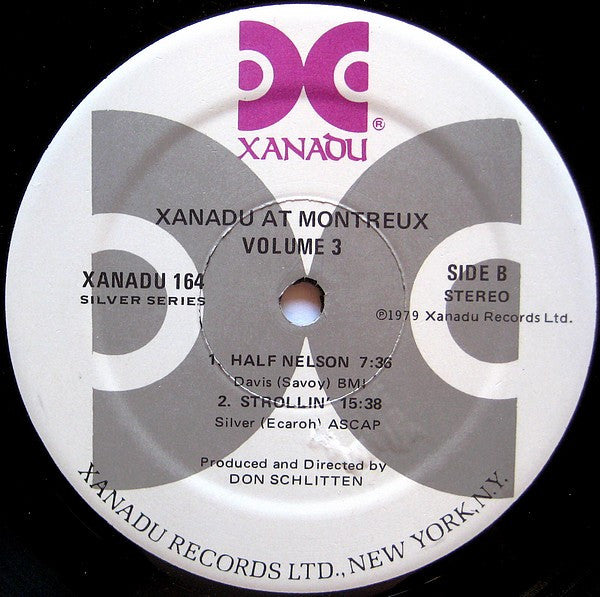 XANADU®
XANADU AT MONTREUX
VOLUME 3
XANADU 164
SILVER SERIES
SIDE B
STEREO
℗1979 Xanadu Records Ltd.
1. HALF NELSON 7:36
Davis (Savoy) BMI
2. STROLLIN' 15:38
Silver (Ecaroh) ASCAP
Produced and Directed by
DON SCHLITTEN
XANADU RECORDS LTD., NEW YORK, N.Y.